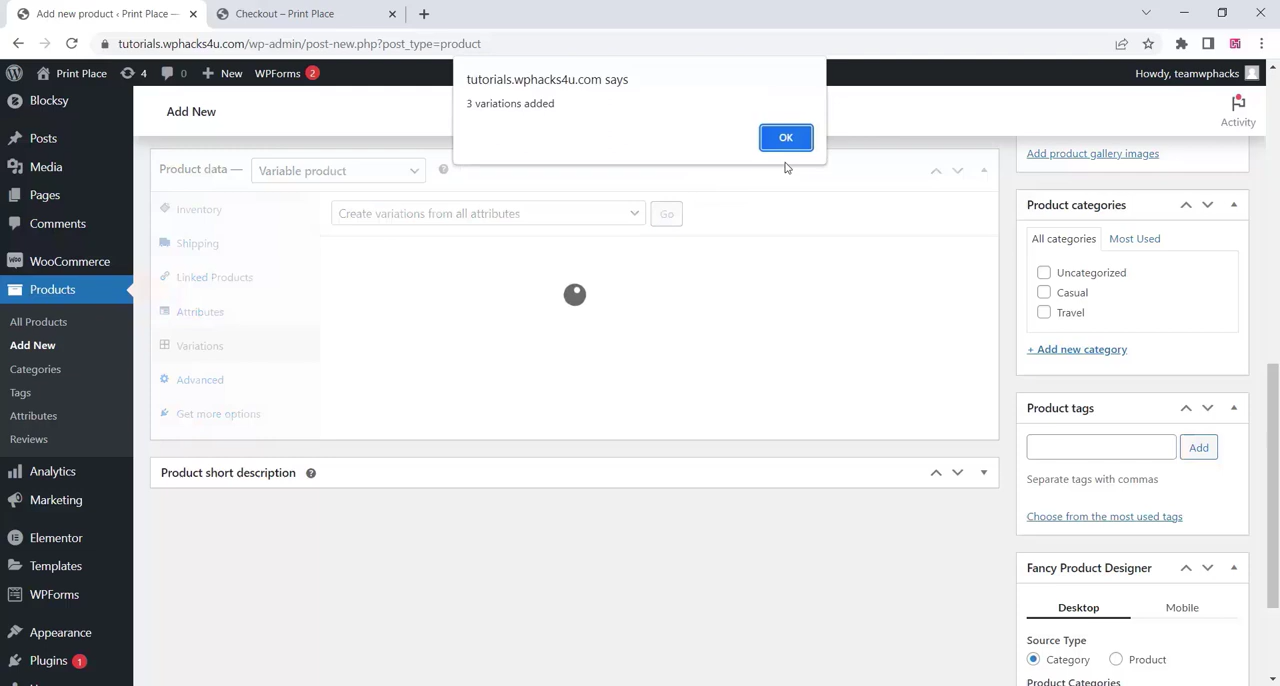 Add new product ‹ Print Place —
Checkout – Print Place
tutorials.wphacks4u.com/wp-admin/post-new.php?post_type=product
Print Place
4
0
New
WPForms 2
Howdy, teamwphacks
tutorials.wphacks4u.com says
3 variations added
OK
Blocksy
Posts
Media
Pages
Comments
WooCommerce
Products
All Products
Add New
Categories
Tags
Attributes
Reviews
Analytics
Marketing
Elementor
Templates
WPForms
Appearance
Plugins 1
Add New
Activity
Product data —
Variable product
Inventory
Shipping
Linked Products
Attributes
Variations
Advanced
Get more options
Create variations from all attributes
Go
Product short description
Add product gallery images
Product categories
All categories
Most Used
Uncategorized
Casual
Travel
+ Add new category
Product tags
Add
Separate tags with commas
Choose from the most used tags
Fancy Product Designer
Desktop
Mobile
Source Type
Category
Product
Product Categories